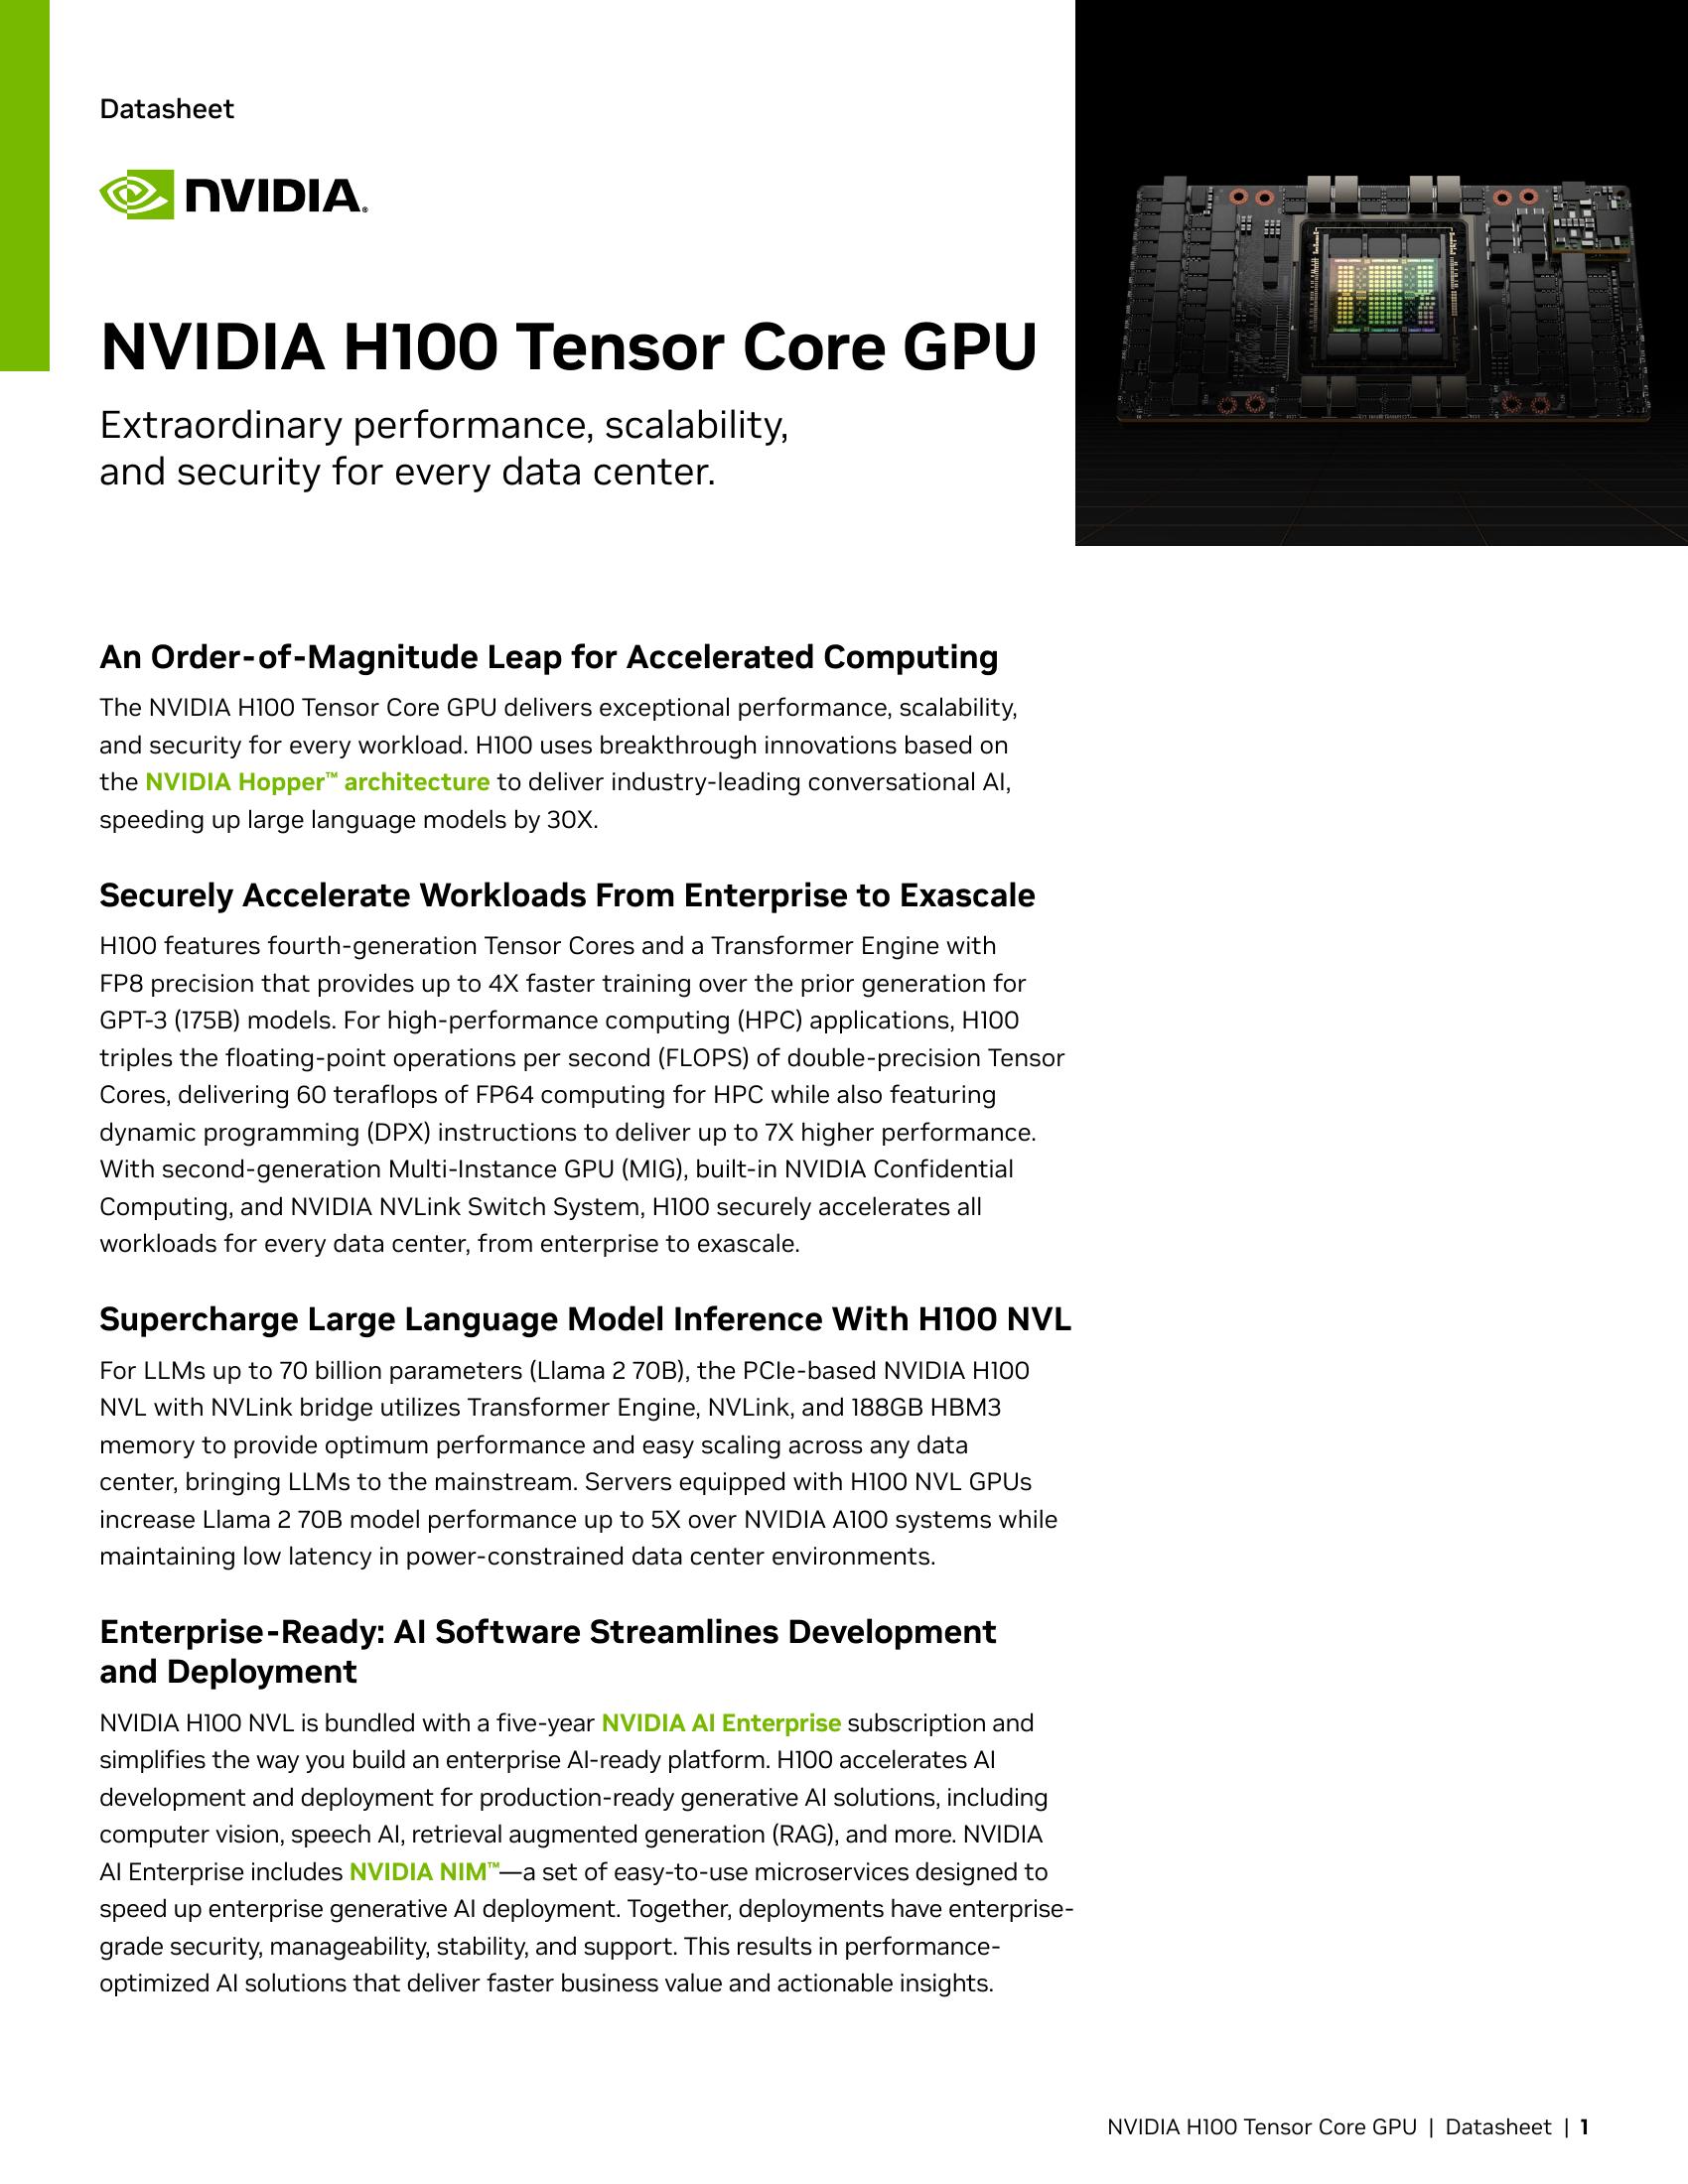 Datasheet
NVIDIA.
NVIDIA H100 Tensor Core GPU
Extraordinary performance, scalability,
and security for every data center.
An Order-of-Magnitude Leap for Accelerated Computing
The NVIDIA H100 Tensor Core GPU delivers exceptional performance, scalability,
and security for every workload. H100 uses breakthrough innovations based on
the NVIDIA Hopper™ architecture to deliver industry-leading conversational AI,
speeding up large language models by 30X.
Securely Accelerate Workloads From Enterprise to Exascale
H100 features fourth-generation Tensor Cores and a Transformer Engine with
FP8 precision that provides up to 4X faster training over the prior generation for
GPT-3 (175B) models. For high-performance computing (HPC) applications, H100
triples the floating-point operations per second (FLOPS) of double-precision Tensor
Cores, delivering 60 teraflops of FP64 computing for HPC while also featuring
dynamic programming (DPX) instructions to deliver up to 7X higher performance.
With second-generation Multi-Instance GPU (MIG), built-in NVIDIA Confidential
Computing, and NVIDIA NVLink Switch System, H100 securely accelerates all
workloads for every data center, from enterprise to exascale.
Supercharge Large Language Model Inference With H100 NVL
For LLMs up to 70 billion parameters (Llama 2 70B), the PCIe-based NVIDIA H100
NVL with NVLink bridge utilizes Transformer Engine, NVLink, and 188GB HBM3
memory to provide optimum performance and easy scaling across any data
center, bringing LLMs to the mainstream. Servers equipped with H100 NVL GPUs
increase Llama 2 70B model performance up to 5X over NVIDIA A100 systems while
maintaining low latency in power-constrained data center environments.
Enterprise-Ready: AI Software Streamlines Development
and Deployment
NVIDIA H100 NVL is bundled with a five-year NVIDIA AI Enterprise subscription and
simplifies the way you build an enterprise AI-ready platform. H100 accelerates AI
development and deployment for production-ready generative AI solutions, including
computer vision, speech AI, retrieval augmented generation (RAG), and more. NVIDIA
AI Enterprise includes NVIDIA NIM™—a set of easy-to-use microservices designed to
speed up enterprise generative AI deployment. Together, deployments have enterprise-
grade security, manageability, stability, and support. This results in performance-
optimized AI solutions that deliver faster business value and actionable insights.
NVIDIA H100 Tensor Core GPU | Datasheet | 1